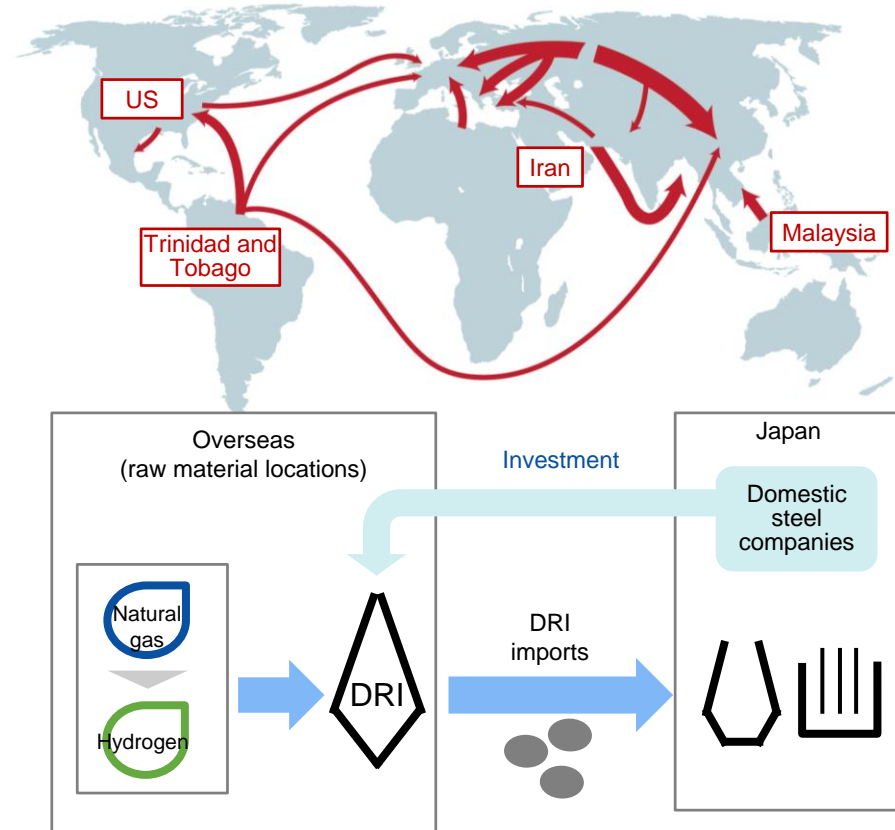 US
Iran
Trinidad and
Tobago
Malaysia
Overseas
(raw material locations)
Investment
Japan
Domestic
steel
companies
Natural
gas
Hydrogen
DRI
DRI
imports